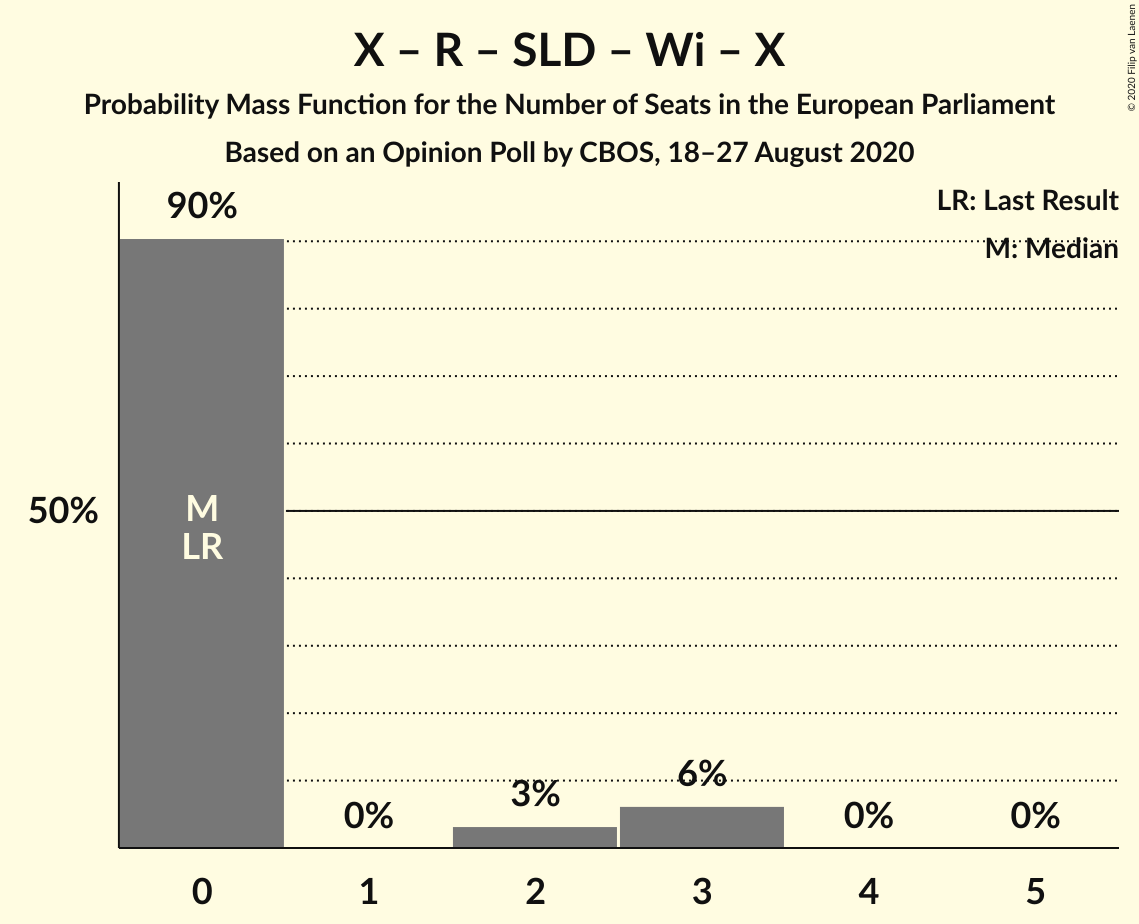 X – R – SLD – Wi – X
Probability Mass Function for the Number of Seats in the European Parliament
Based on an Opinion Poll by CBOS, 18–27 August 2020
© 2020 Filip van Laenen
LR: Last Result
M: Median
90%
50%
M
LR
0%
3%
6%
0%
0%
0 1 2 3 4 5